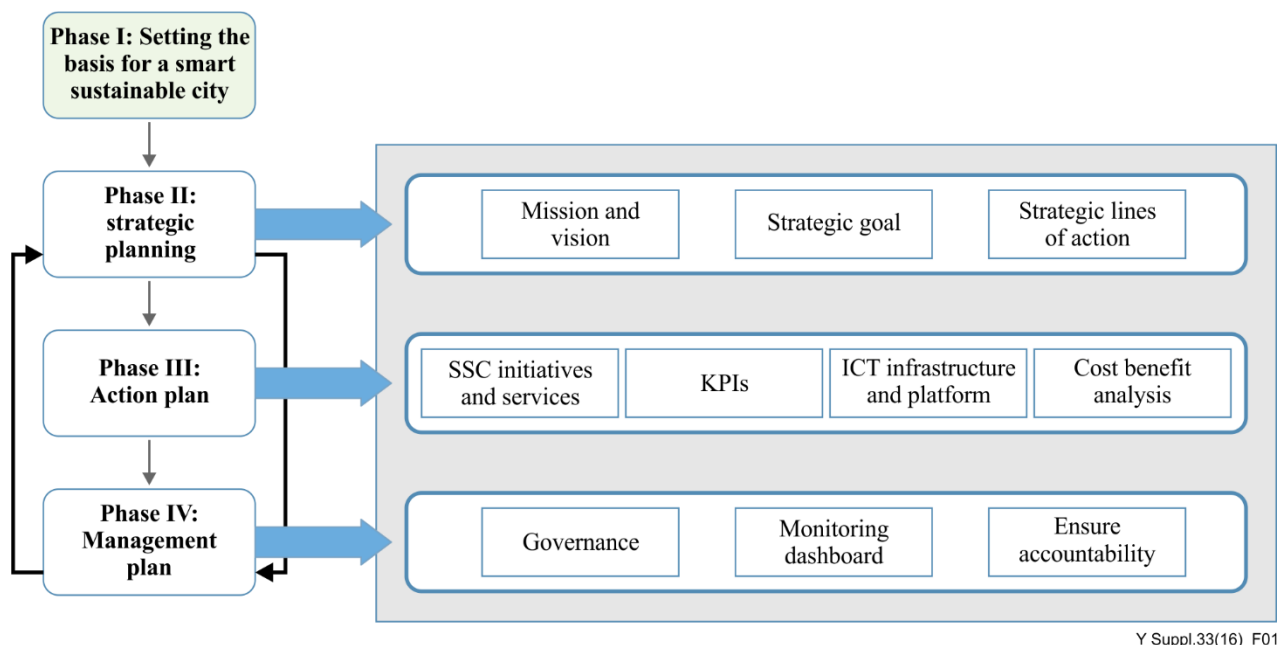 Phase I: Setting the
basis for a smart
sustainable city
Phase II:
strategic
planning
Mission and
vision
Strategic goal
Strategic lines
of action
Phase III:
Action plan
SSC initiatives
and services
KPIs
ICT infrastructure
and platform
Cost benefit
analysis
Phase IV:
Management
plan
Governance
Monitoring
dashboard
Ensure
accountability
Y Suppl.33(16)_F01